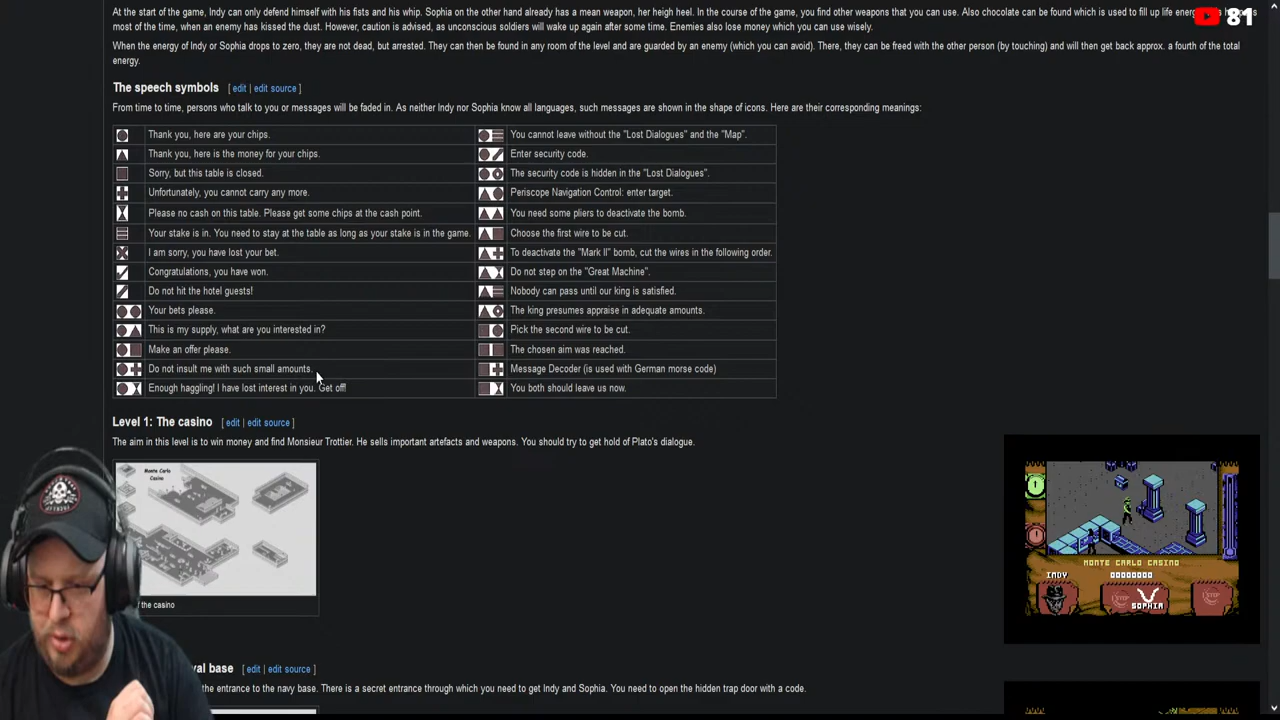 At the start of the game, Indy can only defend himself with his fists and his whip. Sophia on the other hand already has a mean weapon, her heigh heel. In the course of the game, you find other weapons that you can use. Also chocolate can be found which is used to fill up life
81
most of the time, when an enemy has kissed the dust. However, caution is advised, as unconscious soldiers will wake up again after some time. Enemies also lose money which you can use wisely.
When the energy of Indy or Sophia drops to zero, they are not dead, but arrested. They can then be found in any room of the level and are guarded by an enemy (which you can avoid). There, they can be freed with the other person (by touching) and will then get back approx. a fourth of the total
energy.
The speech symbols [ edit | edit source ]
From time to time, persons who talk to you or messages will be faded in. As neither Indy nor Sophia know all languages, such messages are shown in the shape of icons. Here are their corresponding meanings:
Thank you, here are your chips. You cannot leave without the "Lost Dialogues" and the "Map".
Thank you, here is the money for your chips. Enter security code.
Sorry, but this table is closed. The security code is hidden in the "Lost Dialogues".
Unfortunately, you cannot carry any more. Periscope Navigation Control: enter target.
Please no cash on this table. Please get some chips at the cash point. You need some pliers to deactivate the bomb.
Your stake is in. You need to stay at the table as long as your stake is in the game. Choose the first wire to be cut.
I am sorry, you have lost your bet. To deactivate the "Mark II" bomb, cut the wires in the following order.
Congratulations, you have won. Do not step on the "Great Machine".
Do not hit the hotel guests! Nobody can pass until our king is satisfied.
Your bets please. The king presumes appraise in adequate amounts.
This is my supply, what are you interested in? Pick the second wire to be cut.
Make an offer please. The chosen aim was reached.
Do not insult me with such small amounts. Message Decoder (is used with German morse code)
Enough haggling! I have lost interest in you. Get off! You both should leave us now.
Level 1: The casino [ edit | edit source ]
The aim in this level is to win money and find Monsieur Trottier. He sells important artefacts and weapons. You should try to get hold of Plato's dialogue.
Monte Carlo
Casino
MONTE CARLO CASINO
INDY 00000000
SOPHIA
the casino
val base [ edit | edit source ]
the entrance to the navy base. There is a secret entrance through which you need to get Indy and Sophia. You need to open the hidden trap door with a code.